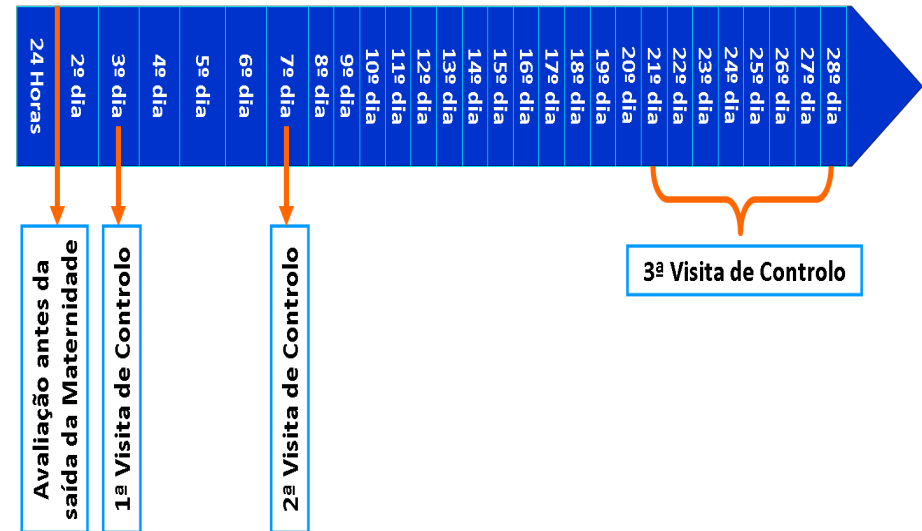 24 Horas
2º dia
3º dia
4º dia
5º dia
6º dia
7º dia
8º dia
9º dia
10º dia
11º dia
12º dia
13º dia
14º dia
15º dia
16º dia
17º dia
18º dia
19º dia
20º dia
21º dia
22º dia
23º dia
24º dia
25º dia
26º dia
27º dia
28º dia
Avaliação antes da
saída da Maternidade
1ª Visita de Controlo
2ª Visita de Controlo
3ª Visita de Controlo